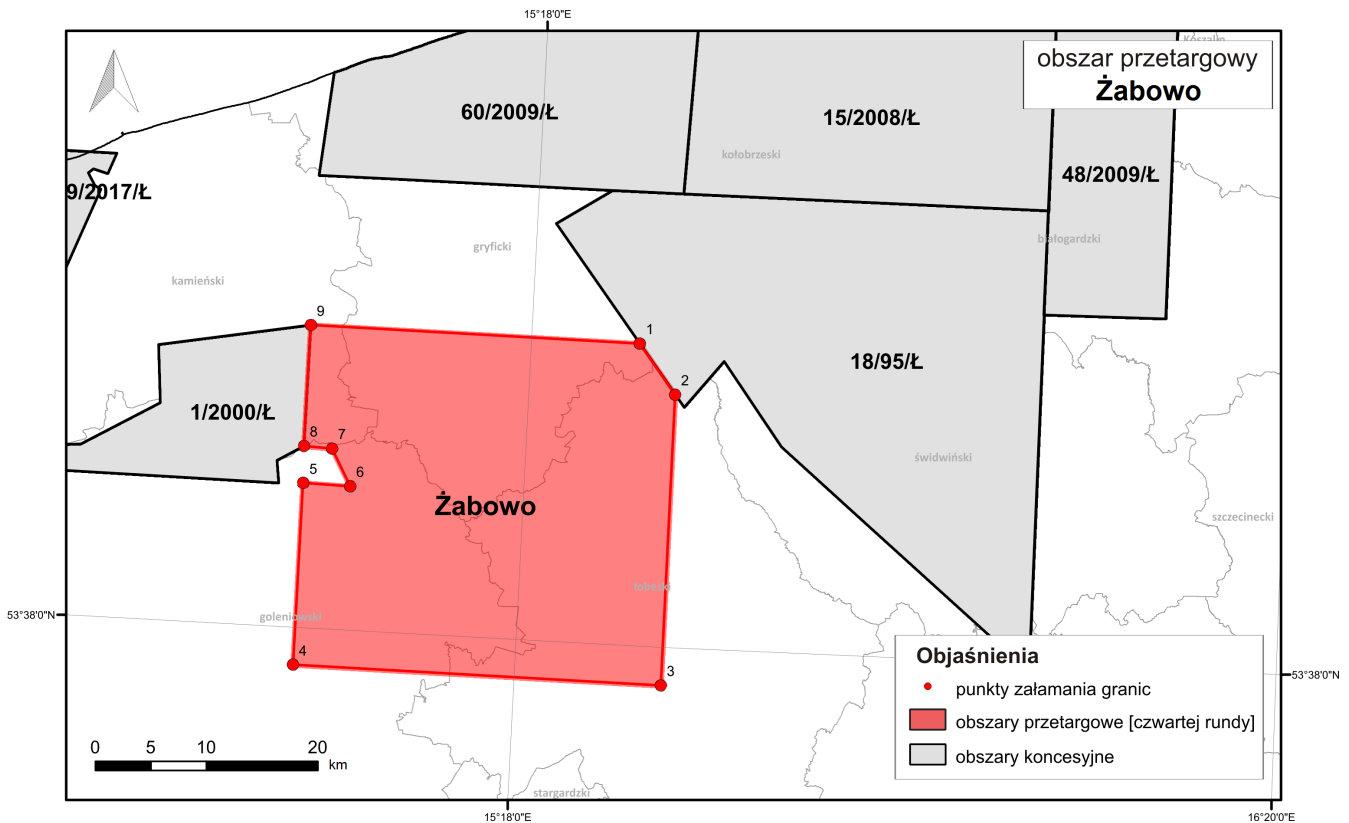 15°18'0"E
Koszalin
obszar przetargowy
Żabowo
60/2009/Ł
15/2008/Ł
kołobrzeski
48/2009/Ł
9/2017/Ł
białogardzki
gryficki
kamieński
9
1
18/95/Ł
2
1/2000/Ł
8
7
świdwiński
5
6
Żabowo
szczecinecki
łobeski
53°38'0"N
goleniowski
4
3
53°38'0"N
Objaśnienia
punkty załamania granic
obszary przetargowe [czwartej rundy]
obszary koncesyjne
0 5 10 20
km
stargardzki
15°18'0"E
16°20'0"E